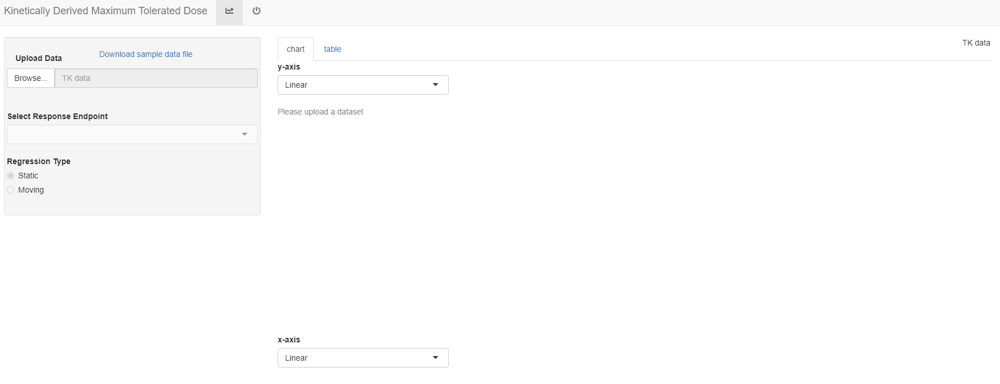 Kinetically Derived Maximum Tolerated Dose
Upload Data
Download sample data file
Browse...
TK data
Select Response Endpoint
Regression Type
Static
Moving
chart
table
TK data
y-axis
Linear
Please upload a dataset
x-axis
Linear